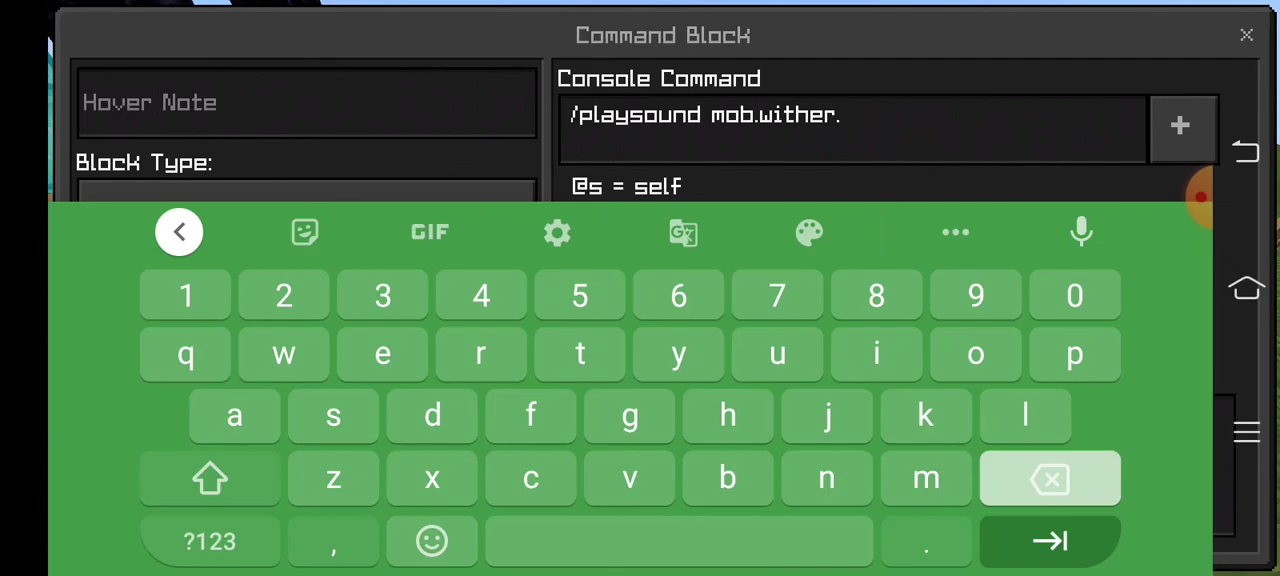 Command Block
Hover Note
Block Type:
Console Command
/playsound mob.wither.
@s = self
GIF
1 2 3 4 5 6 7 8 9 0
q w e r t y u i o p
a s d f g h j k l
z x c v b n m
?123 , .